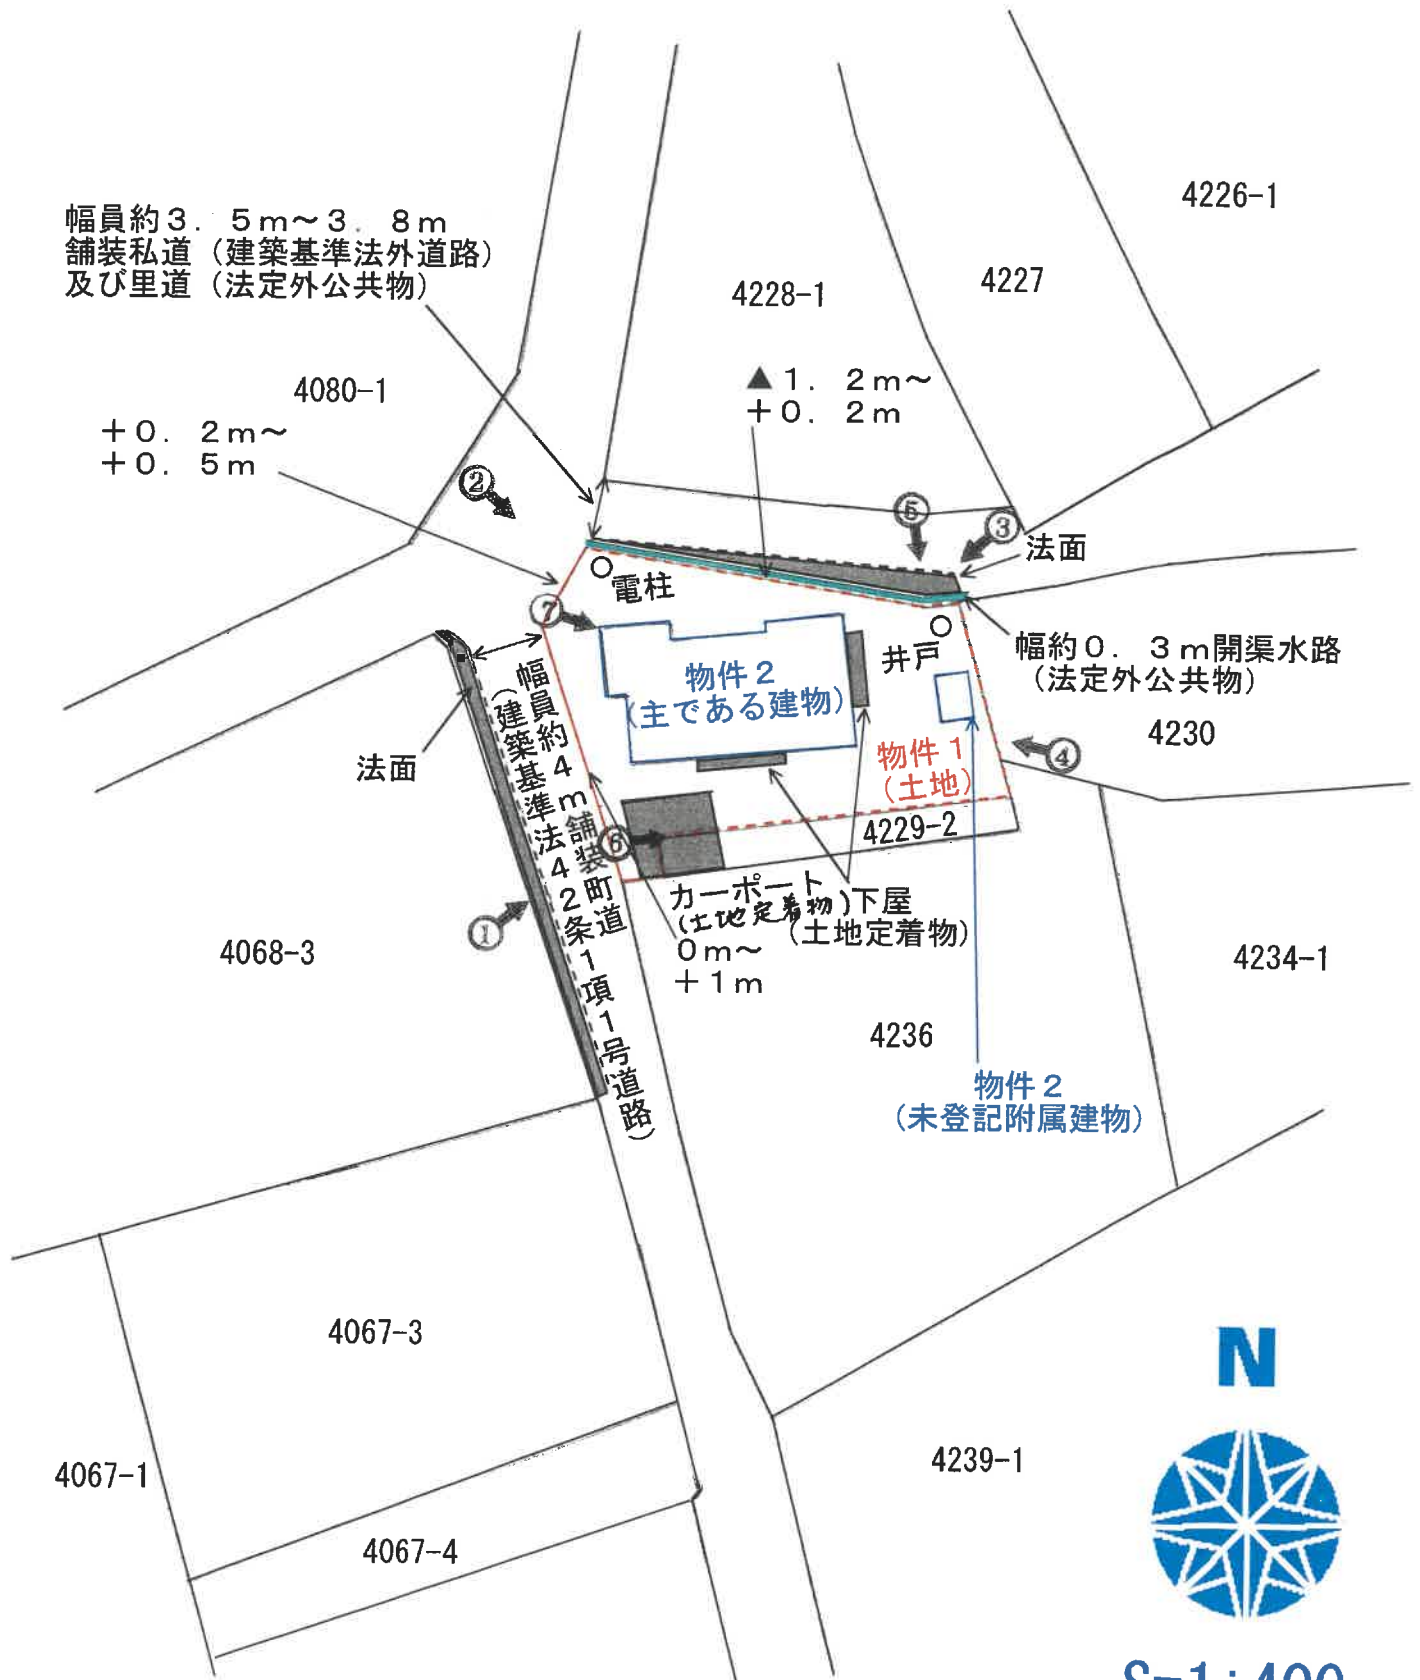 4226-1
幅員約３．５ｍ～３．８ｍ
舗装私道（建築基準法外道路）
及び里道（法定外公共物）
4227
4228-1
4080-1
▲１．２ｍ～
＋０．２ｍ
＋０．２ｍ～
＋０．５ｍ
②
⑤
③
法面
電柱
⑦
井戸
幅約０．３ｍ開渠水路
（法定外公共物）
物件２
（主である建物）
4230
④
物件１
（土地）
法面
幅員約４ｍ舗装町道
（建築基準法４２条１項１号道路）
4229-2
⑥
カーポート
(土地定着物)
下屋
（土地定着物）
①
０ｍ～
＋１ｍ
4068-3
4234-1
4236
物件２
（未登記附属建物）
4067-3
N
4067-1
4239-1
4067-4
S=1:400